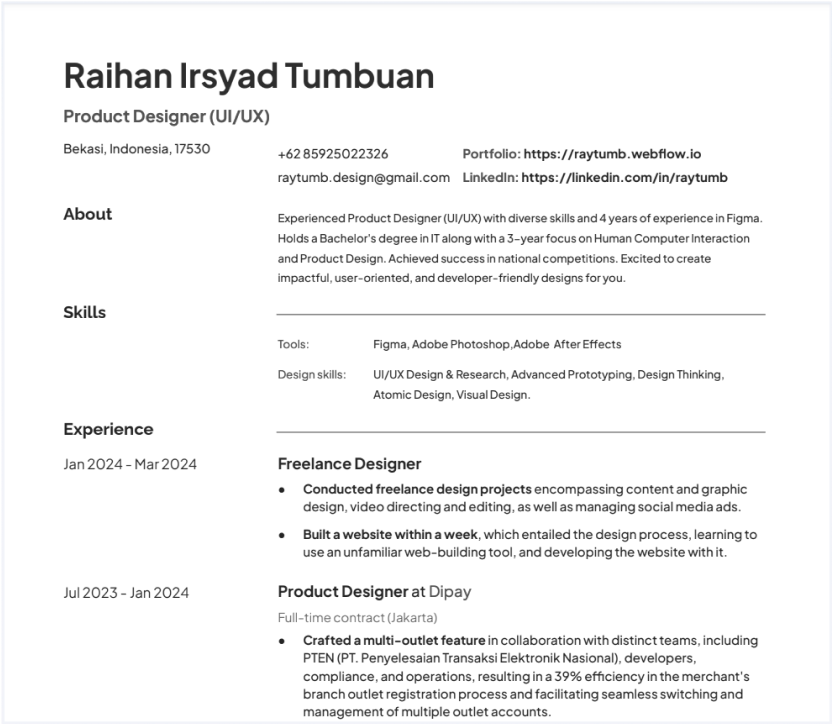 Raihan Irsyad Tumbuan
Product Designer (UI/UX)
Bekasi, Indonesia, 17530
+62 85925022326
Portfolio: https://raytumb.webflow.io
raytumb.design@gmail.com
LinkedIn: https://linkedin.com/in/raytumb
About
Experienced Product Designer (UI/UX) with diverse skills and 4 years of experience in Figma.
Holds a Bachelor's degree in IT along with a 3-year focus on Human Computer Interaction
and Product Design. Achieved success in national competitions. Excited to create
impactful, user-oriented, and developer-friendly designs for you.
Skills
Tools: Figma, Adobe Photoshop,Adobe After Effects
Design skills: UI/UX Design & Research, Advanced Prototyping, Design Thinking,
Atomic Design, Visual Design.
Experience
Jan 2024 - Mar 2024
Freelance Designer
● Conducted freelance design projects encompassing content and graphic
design, video directing and editing, as well as managing social media ads.
● Built a website within a week, which entailed the design process, learning to
use an unfamiliar web-building tool, and developing the website with it.
Jul 2023 - Jan 2024
Product Designer at Dipay
Full-time contract (Jakarta)
● Crafted a multi-outlet feature in collaboration with distinct teams, including
PTEN (PT. Penyelesaian Transaksi Elektronik Nasional), developers,
compliance, and operations, resulting in a 39% efficiency in the merchant's
branch outlet registration process and facilitating seamless switching and
management of multiple outlet accounts.